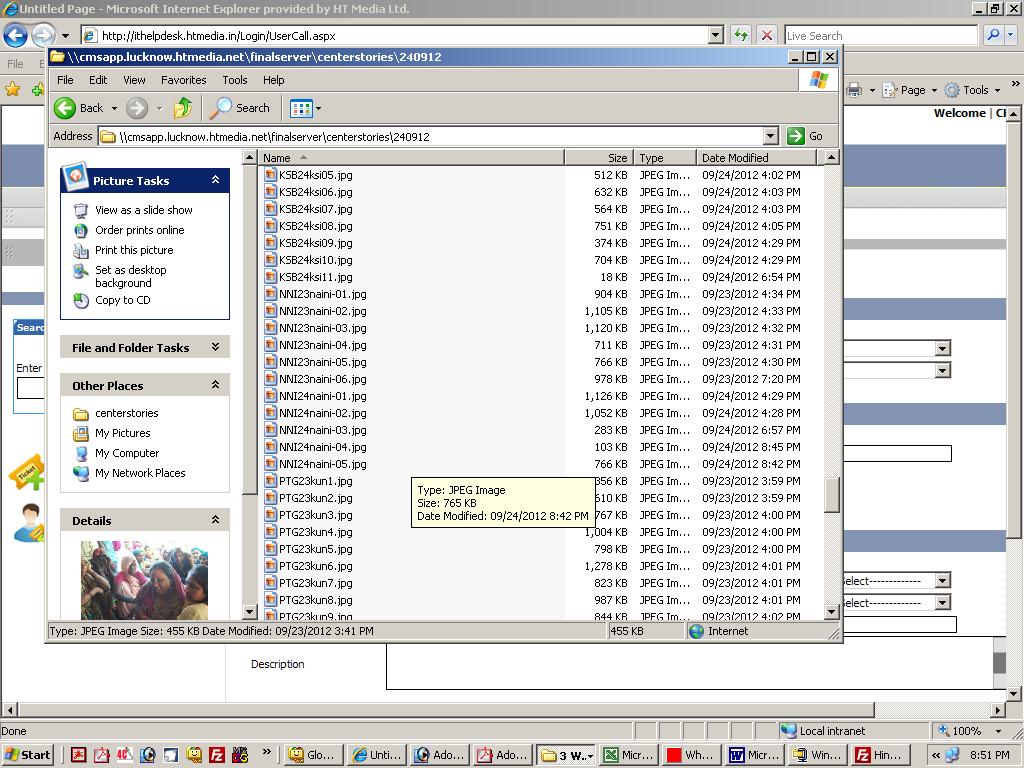 Untitled Page - Microsoft Internet Explorer provided by HT Media Ltd.
http://ithelpdesk.htmedia.in/Login/UserCall.aspx
Live Search
File
\\cmsapp.lucknow.htmedia.net\finalserver\centerstories\240912
File Edit View Favorites Tools Help
Page Tools »
Back Search
Welcome |
Address \\cmsapp.lucknow.htmedia.net\finalserver\centerstories\240912 Go
Name Size Type Date Modified
Picture Tasks
View as a slide show
Order prints online
Print this picture
Set as desktop
background
Copy to CD
File and Folder Tasks
Other Places
centerstories
My Pictures
My Computer
My Network Places
Details
KSB24ksi05.jpg 512 KB JPEG Im... 09/24/2012 4:02 PM
KSB24ksi06.jpg 632 KB JPEG Im... 09/24/2012 4:03 PM
KSB24ksi07.jpg 564 KB JPEG Im... 09/24/2012 4:03 PM
KSB24ksi08.jpg 751 KB JPEG Im... 09/24/2012 4:05 PM
KSB24ksi09.jpg 374 KB JPEG Im... 09/24/2012 4:29 PM
KSB24ksi10.jpg 704 KB JPEG Im... 09/24/2012 4:29 PM
KSB24ksi11.jpg 18 KB JPEG Im... 09/24/2012 6:54 PM
NNI23naini-01.jpg 904 KB JPEG Im... 09/23/2012 4:34 PM
NNI23naini-02.jpg 1,105 KB JPEG Im... 09/23/2012 4:33 PM
NNI23naini-03.jpg 1,120 KB JPEG Im... 09/23/2012 4:32 PM
NNI23naini-04.jpg 711 KB JPEG Im... 09/23/2012 4:31 PM
NNI23naini-05.jpg 766 KB JPEG Im... 09/23/2012 4:30 PM
NNI23naini-06.jpg 978 KB JPEG Im... 09/23/2012 7:20 PM
NNI24naini-01.jpg 1,126 KB JPEG Im... 09/24/2012 4:29 PM
NNI24naini-02.jpg 1,052 KB JPEG Im... 09/24/2012 4:28 PM
NNI24naini-03.jpg 283 KB JPEG Im... 09/24/2012 6:57 PM
NNI24naini-04.jpg 103 KB JPEG Im... 09/24/2012 8:45 PM
NNI24naini-05.jpg 766 KB JPEG Im... 09/24/2012 8:42 PM
PTG23kun1.jpg 356 KB JPEG Im... 09/23/2012 3:59 PM
PTG23kun2.jpg 610 KB JPEG Im... 09/23/2012 3:59 PM
PTG23kun3.jpg 767 KB JPEG Im... 09/23/2012 4:00 PM
PTG23kun4.jpg 1,004 KB JPEG Im... 09/23/2012 4:00 PM
PTG23kun5.jpg 798 KB JPEG Im... 09/23/2012 4:00 PM
PTG23kun6.jpg 1,278 KB JPEG Im... 09/23/2012 4:01 PM
PTG23kun7.jpg 823 KB JPEG Im... 09/23/2012 4:01 PM
PTG23kun8.jpg 987 KB JPEG Im... 09/23/2012 4:01 PM
PTG23kun9.jpg 844 KB JPEG Im... 09/23/2012 4:02 PM
Type: JPEG Image
Size: 765 KB
Date Modified: 09/24/2012 8:42 PM
Searc
Enter
Ticket
Select-------------
Select-------------
Type: JPEG Image Size: 455 KB Date Modified: 09/23/2012 3:41 PM 455 KB Internet
Description
Done Local intranet 100%
Start » Glo... Unti... Ado... Ado... 3 W... Micr... Wh... Micr... Win... Hin... « 8:51 PM